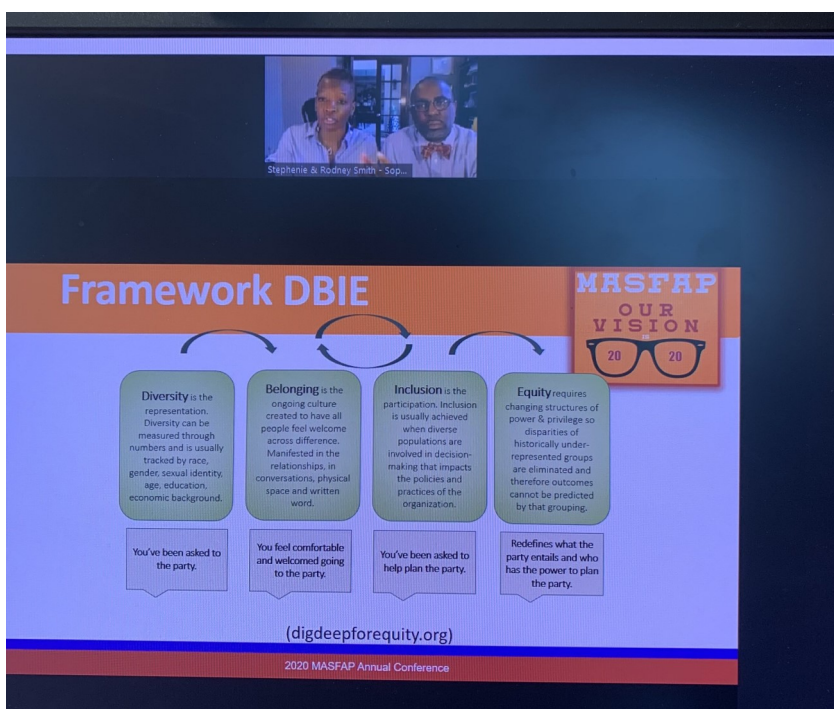 Stephenie & Rodney Smith - Sop...
Framework DBIE
MASFAP
OUR
VISION
IS
20 20
Diversity is the
representation.
Diversity can be
measured through
numbers and is usually
tracked by race,
gender, sexual identity,
age, education,
economic background.
Belonging is the
ongoing culture
created to have all
people feel welcome
across difference.
Manifested in the
relationships, in
conversations, physical
space and written
word.
Inclusion is the
participation. Inclusion
is usually achieved
when diverse
populations are
involved in decision-
making that impacts
the policies and
practices of the
organization.
Equity requires
changing structures of
power & privilege so
disparities of
historically under-
represented groups
are eliminated and
therefore outcomes
cannot be predicted
by that grouping.
You've been asked to
the party.
You feel comfortable
and welcomed going
to the party.
You've been asked to
help plan the party.
Redefines what the
party entails and who
has the power to plan
the party.
(digdeepforequity.org)
2020 MASFAP Annual Conference